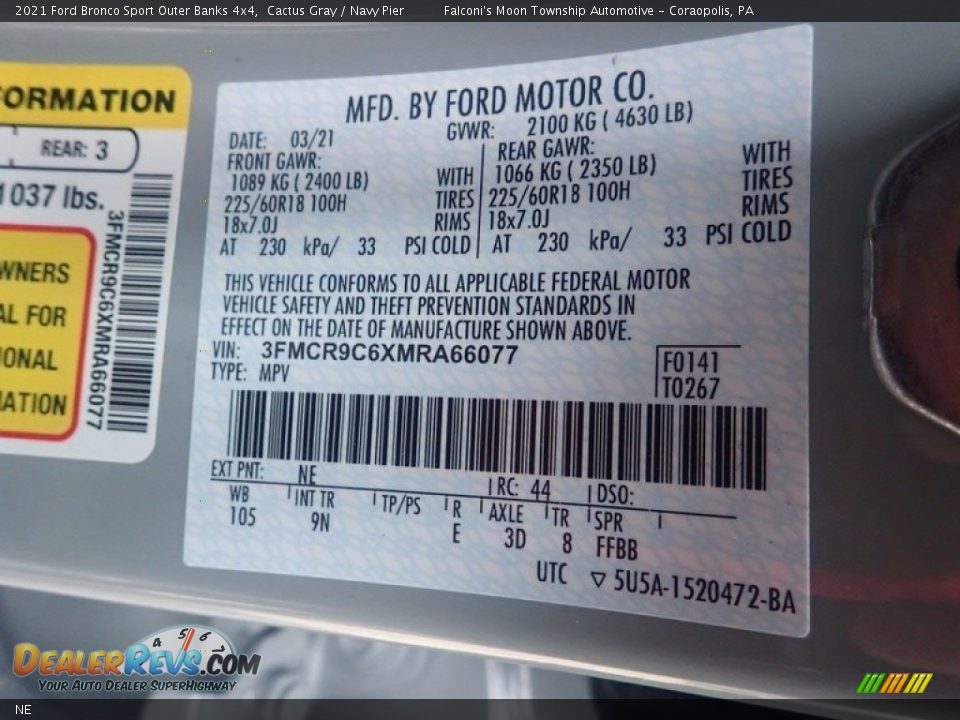 2021 Ford Bronco Sport Outer Banks 4x4, Cactus Gray / Navy Pier Falconi's Moon Township Automotive - Coraopolis, PA
ORMATION
REAR: 3
1037 lbs.
3FMCR9C6XMRA66077
WNERS
AL FOR
IONAL
MATION
MFD. BY FORD MOTOR CO.
DATE: 03/21 GVWR: 2100 KG ( 4630 LB)
FRONT GAWR: REAR GAWR:
1089 KG ( 2400 LB) WITH 1066 KG ( 2350 LB) WITH
225/60R18 100H TIRES 225/60R18 100H TIRES
18x7.0J RIMS 18x7.0J RIMS
AT 230 kPa/ 33 PSI COLD AT 230 kPa/ 33 PSI COLD
THIS VEHICLE CONFORMS TO ALL APPLICABLE FEDERAL MOTOR
VEHICLE SAFETY AND THEFT PREVENTION STANDARDS IN
EFFECT ON THE DATE OF MANUFACTURE SHOWN ABOVE.
VIN: 3FMCR9C6XMRA66077
TYPE: MPV
F0141
T0267
EXT PNT: NE RC: 44 DSO:
WB INT TR TP/PS R AXLE TR SPR
105 9N E 3D 8 FFBB
UTC ▽ 5U5A-1520472-BA
4 5 6
DEALERREVS.COM
YOUR AUTO DEALER SUPERHIGHWAY
NE